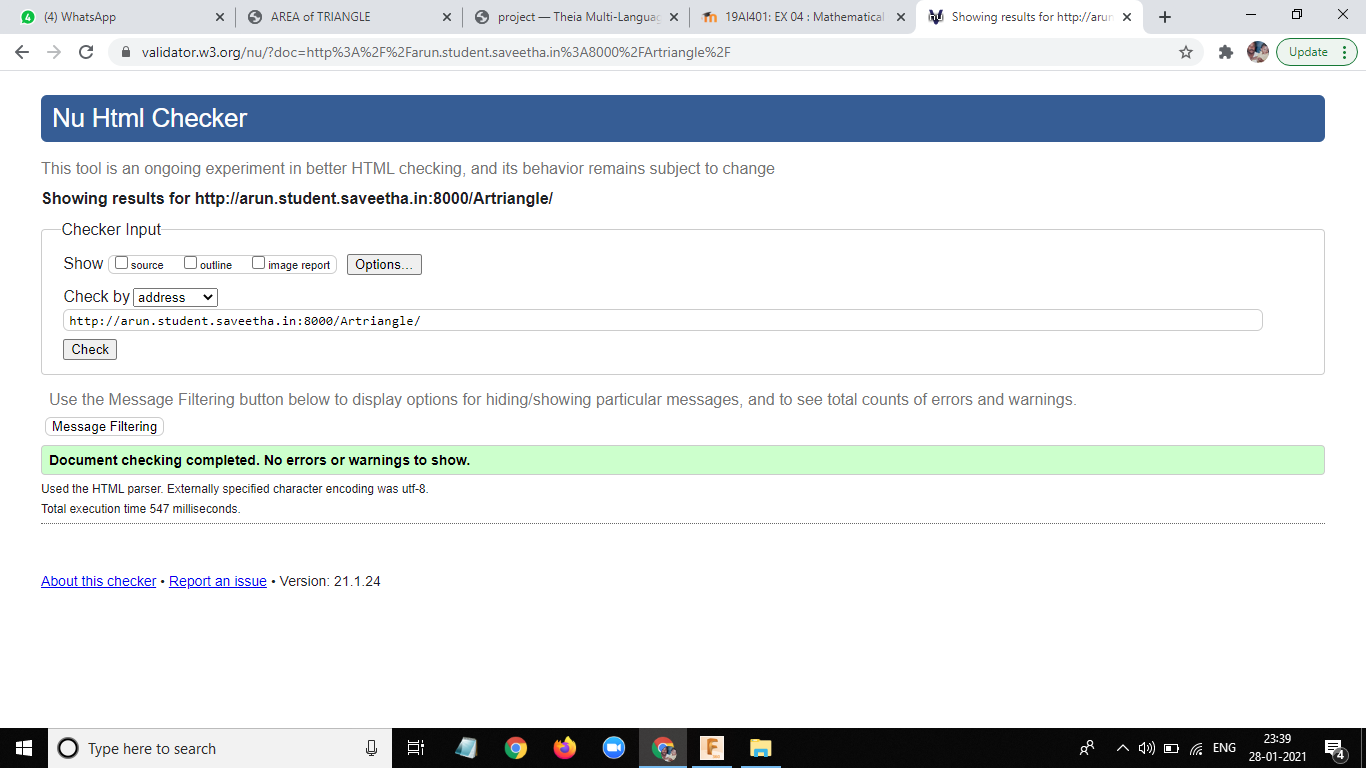 4 (4) WhatsApp
AREA of TRIANGLE
project — Theia Multi-Languag
19AI401: EX 04 : Mathematical
Showing results for http://arun
validator.w3.org/nu/?doc=http%3A%2F%2Farun.student.saveetha.in%3A8000%2FArtriangle%2F
Update
Nu Html Checker
This tool is an ongoing experiment in better HTML checking, and its behavior remains subject to change
Showing results for http://arun.student.saveetha.in:8000/Artriangle/
Checker Input
Show source outline image report Options...
Check by address
http://arun.student.saveetha.in:8000/Artriangle/
Check
Use the Message Filtering button below to display options for hiding/showing particular messages, and to see total counts of errors and warnings.
Message Filtering
Document checking completed. No errors or warnings to show.
Used the HTML parser. Externally specified character encoding was utf-8.
Total execution time 547 milliseconds.
About this checker • Report an issue • Version: 21.1.24
Type here to search
ENG
23:39
28-01-2021
4